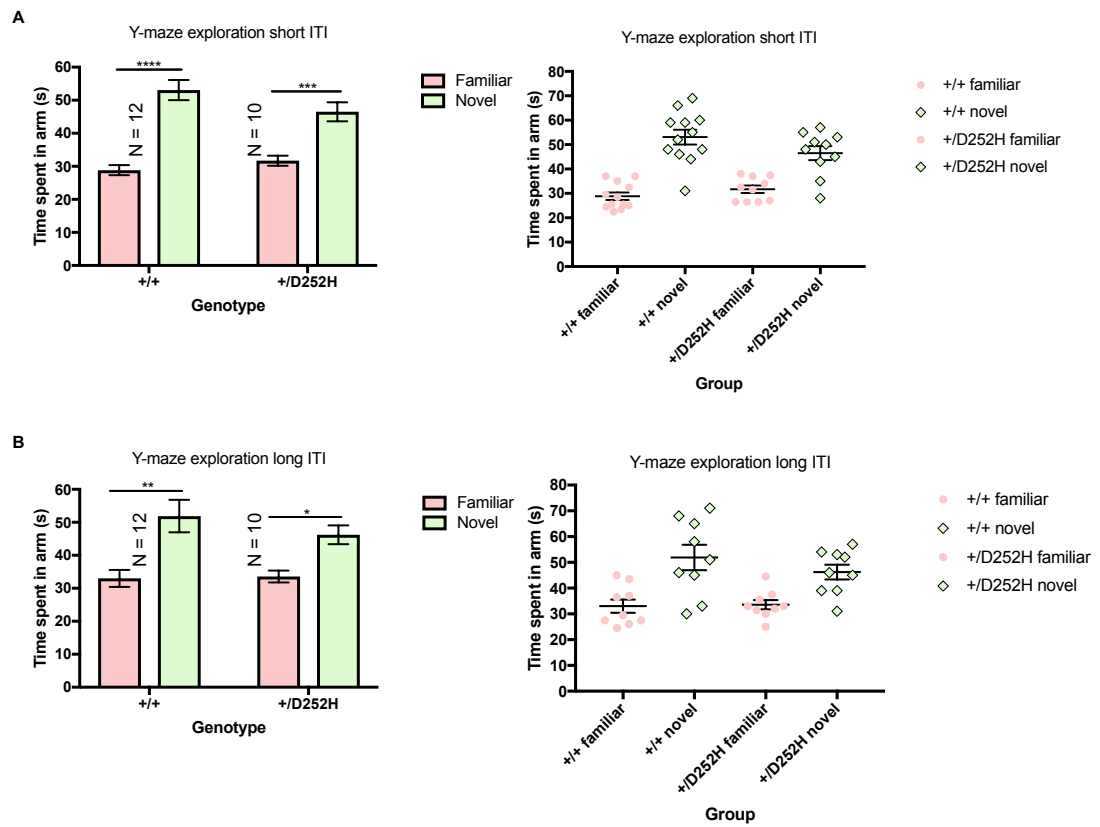 A
Y-maze exploration short ITI
60
50
40
30
20
10
0
Time spent in arm (s)
****
***
N = 12
N = 10
+/+
+/D252H
Genotype
Familiar
Novel
Y-maze exploration short ITI
80
70
60
50
40
30
20
10
0
Time spent in arm (s)
+/+ familiar
+/+ novel
+/D252H familiar
+/D252H novel
Group
+/+ familiar
+/+ novel
+/D252H familiar
+/D252H novel
B
Y-maze exploration long ITI
60
50
40
30
20
10
0
Time spent in arm (s)
**
*
N = 12
N = 10
+/+
+/D252H
Genotype
Familiar
Novel
Y-maze exploration long ITI
80
70
60
50
40
30
20
10
0
Time spent in arm (s)
+/+ familiar
+/+ novel
+/D252H familiar
+/D252H novel
Group
+/+ familiar
+/+ novel
+/D252H familiar
+/D252H novel